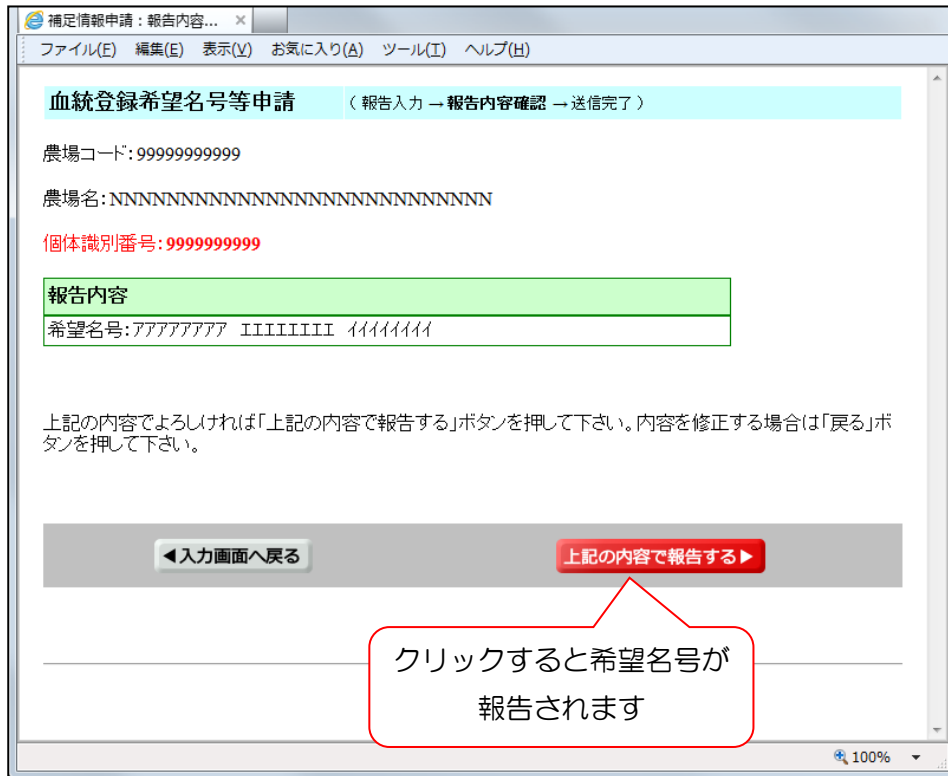 補足情報申請：報告内容... ×
ファイル(F) 編集(E) 表示(V) お気に入り(A) ツール(T) ヘルプ(H)
血統登録希望名号等申請 （報告入力→報告内容確認→送信完了）
農場コード：99999999999
農場名：NNNNNNNNNNNNNNNNNNNNNNNNNNN
個体識別番号：9999999999
報告内容
希望名号：ｱｱｱｱｱｱｱｱ ＩＩＩＩＩＩＩＩ ｲｲｲｲｲｲｲｲ
上記の内容でよろしければ「上記の内容で報告する」ボタンを押して下さい。内容を修正する場合は「戻る」ボ
タンを押して下さい。
◀入力画面へ戻る 上記の内容で報告する▶
クリックすると希望名号が
報告されます
100%